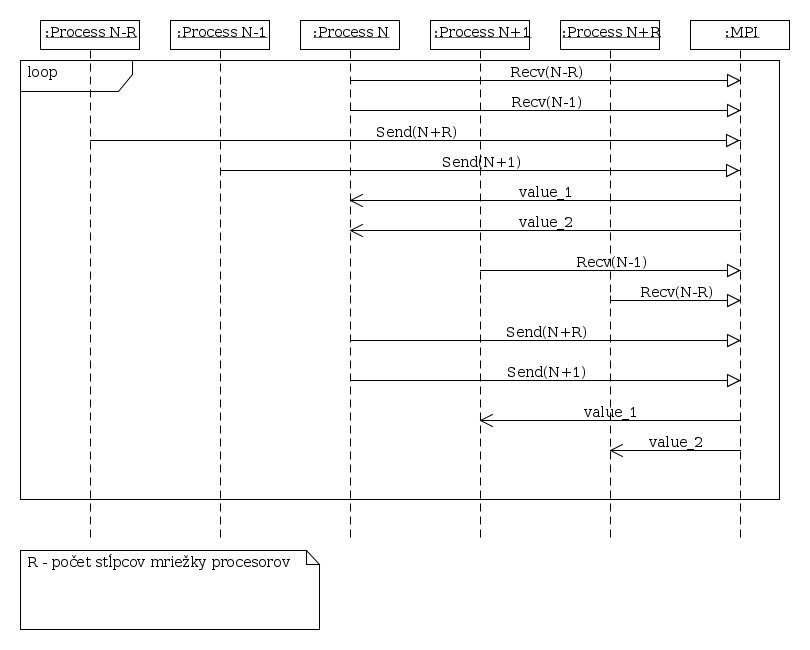 :Process N-R :Process N-1 :Process N :Process N+1 :Process N+R :MPI
loop
Recv(N-R)
Recv(N-1)
Send(N+R)
Send(N+1)
value_1
value_2
Recv(N-1)
Recv(N-R)
Send(N+R)
Send(N+1)
value_1
value_2
R - počet stĺpcov mriežky procesorov